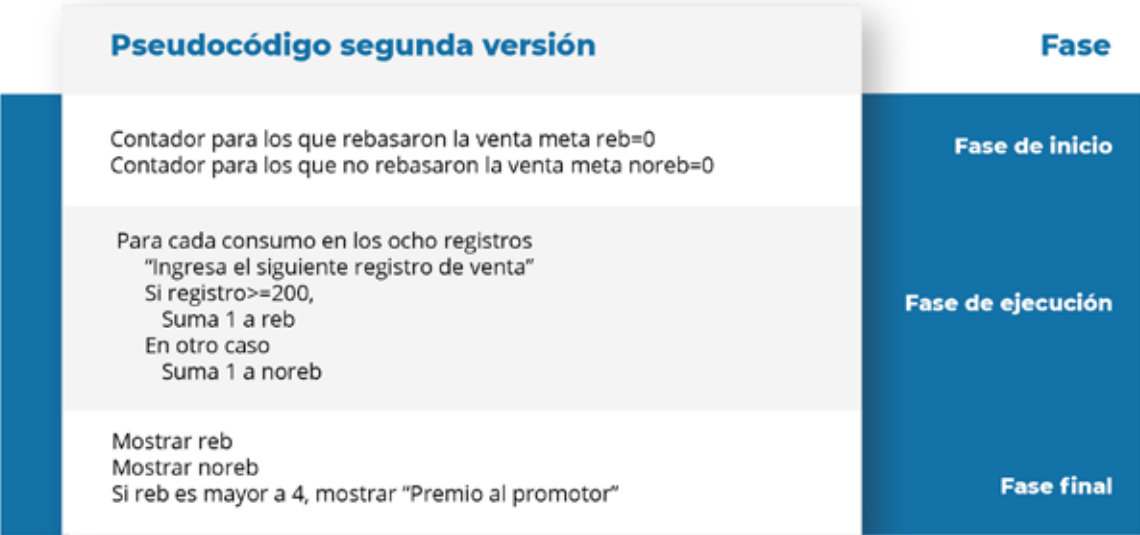 Pseudocódigo segunda versión
Fase
Contador para los que rebasaron la venta meta reb=0
Contador para los que no rebasaron la venta meta noreb=0
Fase de inicio
Para cada consumo en los ocho registros
“Ingresa el siguiente registro de venta”
Si registro>=200,
Suma 1 a reb
En otro caso
Suma 1 a noreb
Fase de ejecución
Mostrar reb
Mostrar noreb
Si reb es mayor a 4, mostrar “Premio al promotor”
Fase final